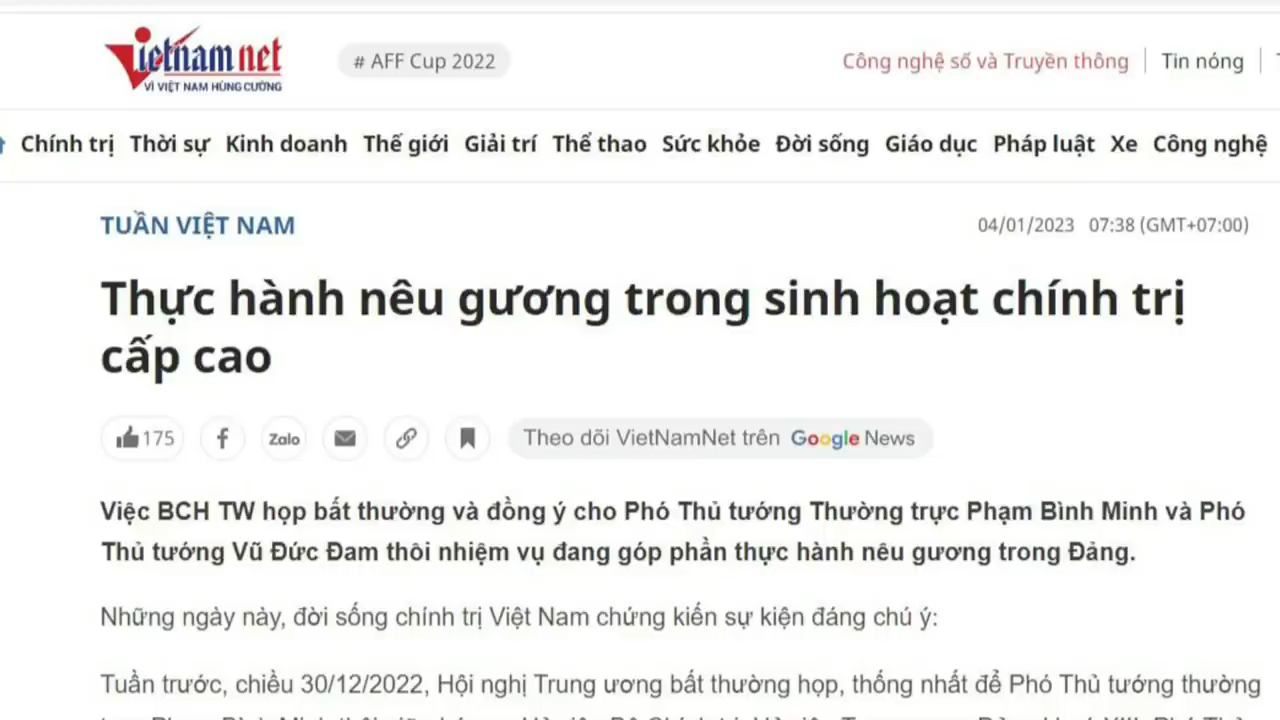 Vietnamnet
VÌ VIỆT NAM HÙNG CƯỜNG
# AFF Cup 2022
Công nghệ số và Truyền thông
Tin nóng
Chính trị Thời sự Kinh doanh Thế giới Giải trí Thể thao Sức khỏe Đời sống Giáo dục Pháp luật Xe Công nghệ
TUẦN VIỆT NAM
04/01/2023 07:38 (GMT+07:00)
Thực hành nêu gương trong sinh hoạt chính trị
cấp cao
175
Zalo
Theo dõi VietNamNet trên Google News
Việc BCH TW họp bất thường và đồng ý cho Phó Thủ tướng Thường trực Phạm Bình Minh và Phó
Thủ tướng Vũ Đức Đam thôi nhiệm vụ đang góp phần thực hành nêu gương trong Đảng.
Những ngày này, đời sống chính trị Việt Nam chứng kiến sự kiện đáng chú ý:
Tuần trước, chiều 30/12/2022, Hội nghị Trung ương bất thường họp, thống nhất để Phó Thủ tướng thường